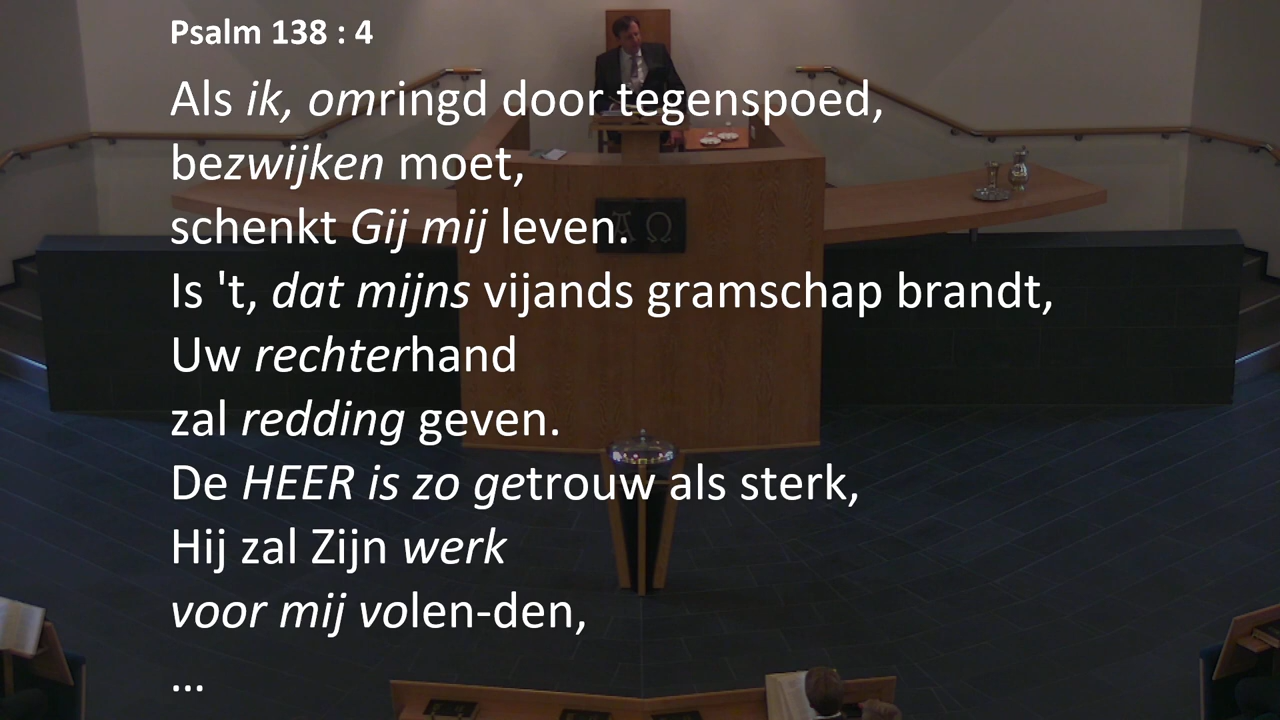 Psalm 138 : 4
Als ik, omringd door tegenspoed,
bezwijken moet,
schenkt Gij mij leven.
Is 't, dat mijns vijands gramschap brandt,
Uw rechterhand
zal redding geven.
De HEER is zo getrouw als sterk,
Hij zal Zijn werk
voor mij volen-den,
...
Α Ω